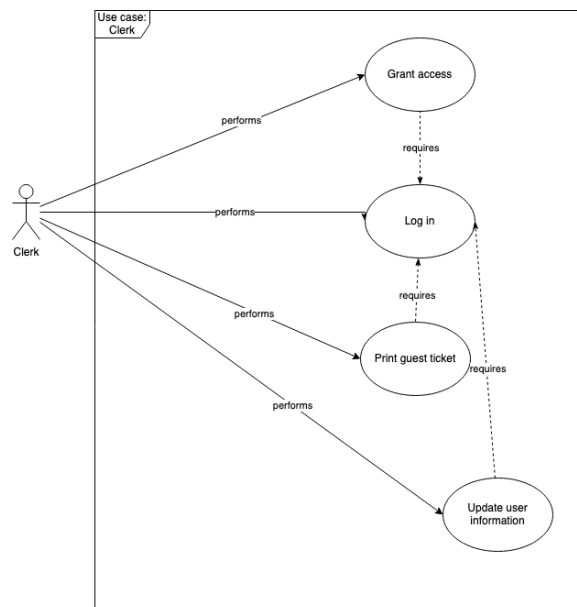 Use case:
Clerk
Grant access
performs
requires
performs
Log in
Clerk
requires
performs
Print guest ticket
requires
performs
Update user
information